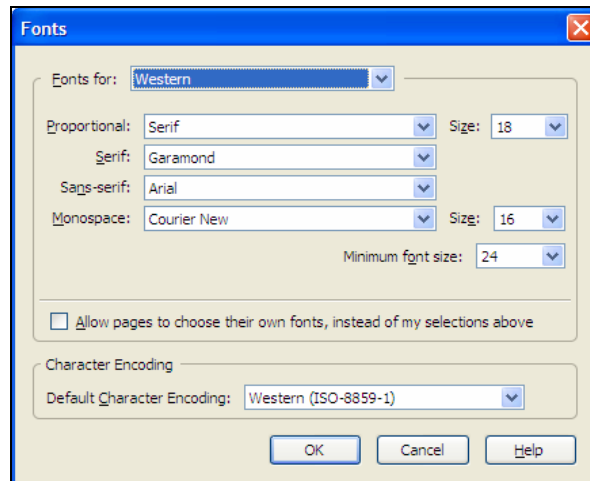 Fonts
Fonts for: Western
Proportional: Serif Size: 18
Serif: Garamond
Sans-serif: Arial
Monospace: Courier New Size: 16
Minimum font size: 24
Allow pages to choose their own fonts, instead of my selections above
Character Encoding
Default Character Encoding: Western (ISO-8859-1)
OK Cancel Help